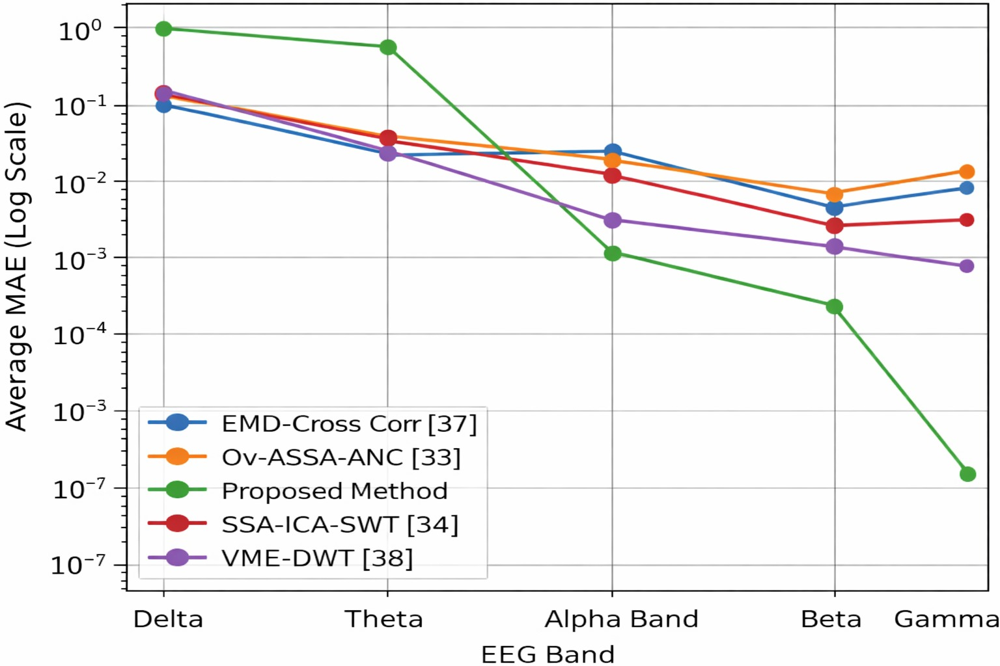 Average MAE (Log Scale)
10⁰
10⁻¹
10⁻²
10⁻³
10⁻⁴
10⁻³
10⁻⁷
10⁻⁷
EMD-Cross Corr [37]
Ov-ASSA-ANC [33]
Proposed Method
SSA-ICA-SWT [34]
VME-DWT [38]
Delta Theta Alpha Band Beta Gamma
EEG Band